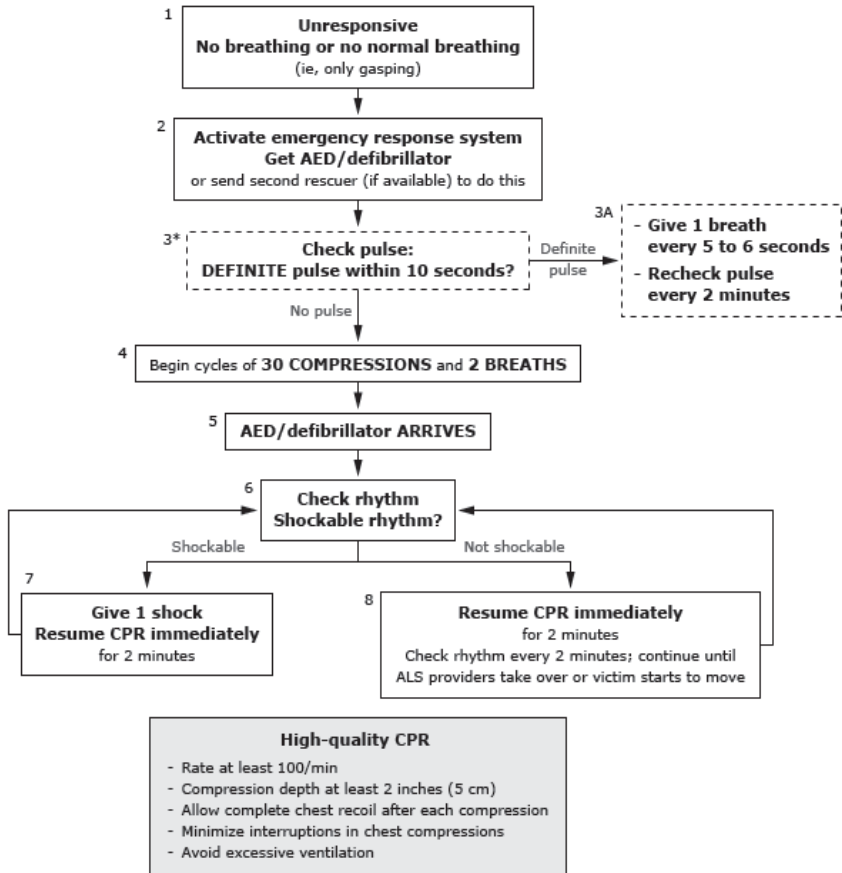 1
Unresponsive
No breathing or no normal breathing
(ie, only gasping)
2
Activate emergency response system
Get AED/defibrillator
or send second rescuer (if available) to do this
3*
Check pulse:
DEFINITE pulse within 10 seconds?
Definite
pulse
3A
- Give 1 breath
every 5 to 6 seconds
- Recheck pulse
every 2 minutes
No pulse
4
Begin cycles of 30 COMPRESSIONS and 2 BREATHS
5
AED/defibrillator ARRIVES
6
Check rhythm
Shockable rhythm?
Shockable
Not shockable
7
Give 1 shock
Resume CPR immediately
for 2 minutes
8
Resume CPR immediately
for 2 minutes
Check rhythm every 2 minutes; continue until
ALS providers take over or victim starts to move
High-quality CPR
- Rate at least 100/min
- Compression depth at least 2 inches (5 cm)
- Allow complete chest recoil after each compression
- Minimize interruptions in chest compressions
- Avoid excessive ventilation